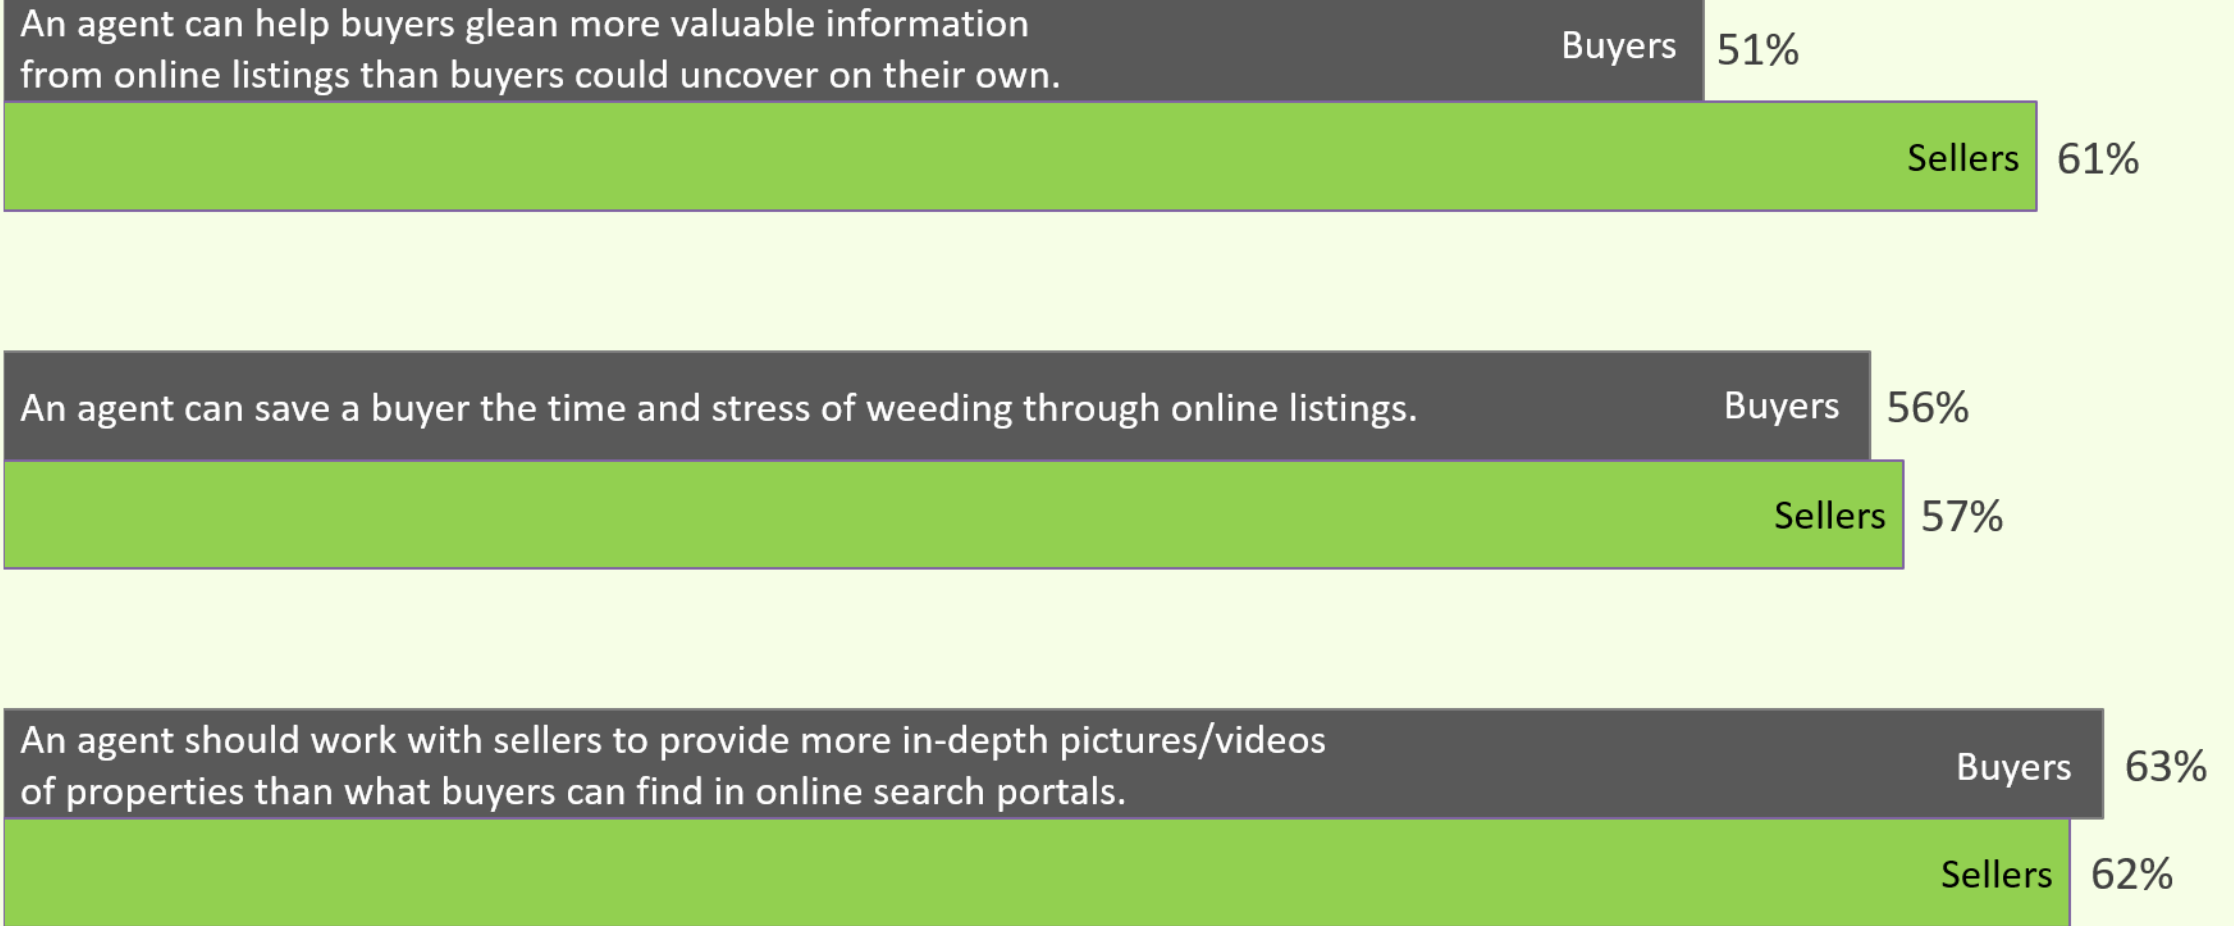 An agent can help buyers glean more valuable information
from online listings than buyers could uncover on their own.
Buyers 51%
Sellers 61%
An agent can save a buyer the time and stress of weeding through online listings.
Buyers 56%
Sellers 57%
An agent should work with sellers to provide more in-depth pictures/videos
of properties than what buyers can find in online search portals.
Buyers 63%
Sellers 62%